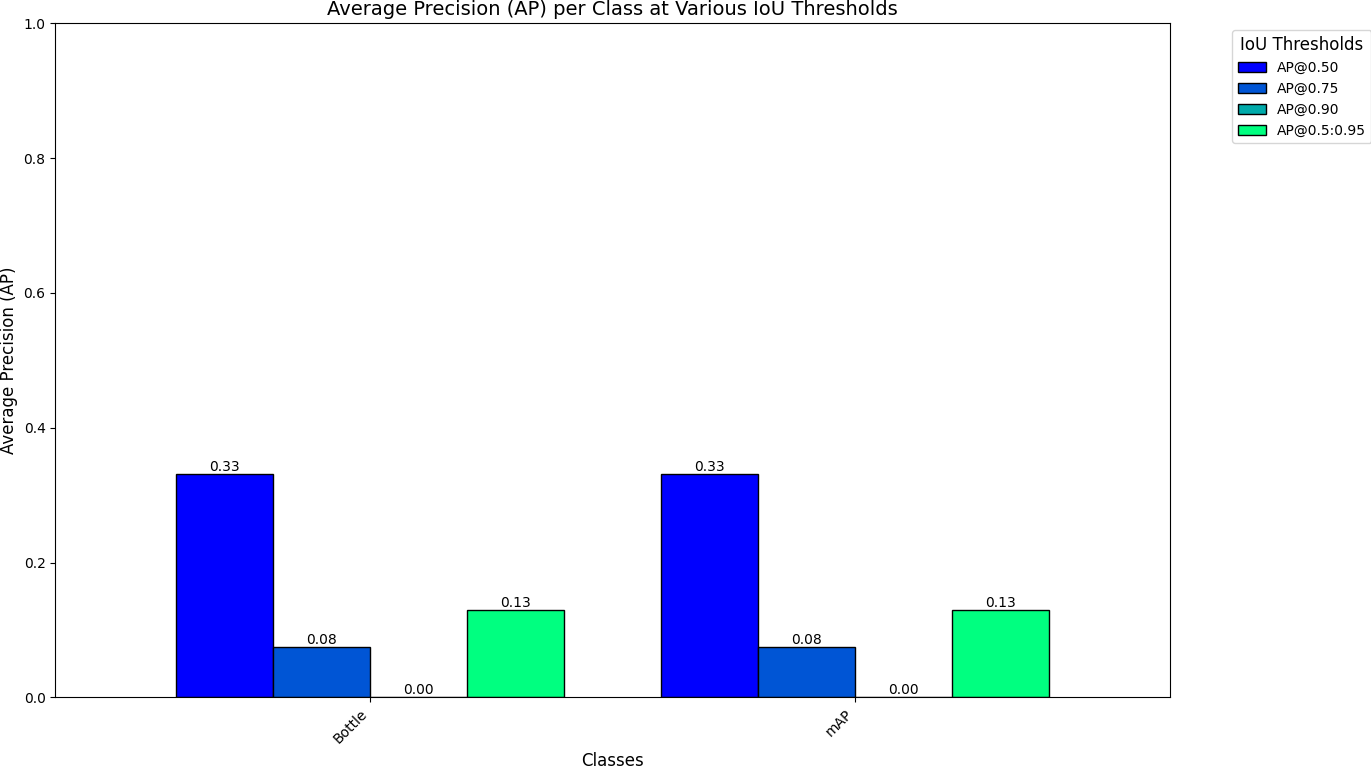 Average Precision (AP) per Class at Various IoU Thresholds
1.0
0.8
0.6
0.4
0.2
0.0
Average Precision (AP)
0.33
0.08
0.00
0.13
0.33
0.08
0.00
0.13
Bottle
mAP
Classes
IoU Thresholds
AP@0.50
AP@0.75
AP@0.90
AP@0.5:0.95